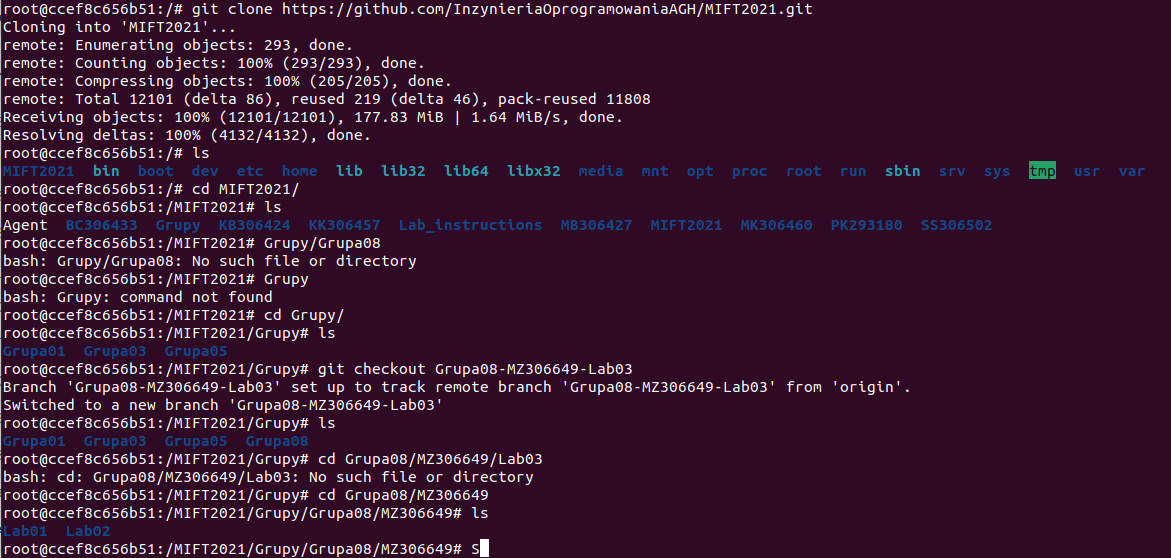 root@ccef8c656b51:/# git clone https://github.com/InzynieriaOprogramowaniaAGH/MIFT2021.git
Cloning into 'MIFT2021'...
remote: Enumerating objects: 293, done.
remote: Counting objects: 100% (293/293), done.
remote: Compressing objects: 100% (205/205), done.
remote: Total 12101 (delta 86), reused 219 (delta 46), pack-reused 11808
Receiving objects: 100% (12101/12101), 177.83 MiB | 1.64 MiB/s, done.
Resolving deltas: 100% (4132/4132), done.
root@ccef8c656b51:/# ls
MIFT2021  bin  boot  dev  etc  home  lib  lib32  lib64  libx32  media  mnt  opt  proc  root  run  sbin  srv  sys  tmp  usr  var
root@ccef8c656b51:/# cd MIFT2021/
root@ccef8c656b51:/MIFT2021# ls
Agent  BC306433  Grupy  KB306424  KK306457  Lab_instructions  MB306427  MIFT2021  MK306460  PK293180  SS306502
root@ccef8c656b51:/MIFT2021# Grupy/Grupa08
bash: Grupy/Grupa08: No such file or directory
root@ccef8c656b51:/MIFT2021# Grupy
bash: Grupy: command not found
root@ccef8c656b51:/MIFT2021# cd Grupy/
root@ccef8c656b51:/MIFT2021/Grupy# ls
Grupa01  Grupa03  Grupa05
root@ccef8c656b51:/MIFT2021/Grupy# git checkout Grupa08-MZ306649-Lab03
Branch 'Grupa08-MZ306649-Lab03' set up to track remote branch 'Grupa08-MZ306649-Lab03' from 'origin'.
Switched to a new branch 'Grupa08-MZ306649-Lab03'
root@ccef8c656b51:/MIFT2021/Grupy# ls
Grupa01  Grupa03  Grupa05  Grupa08
root@ccef8c656b51:/MIFT2021/Grupy# cd Grupa08/MZ306649/Lab03
bash: cd: Grupa08/MZ306649/Lab03: No such file or directory
root@ccef8c656b51:/MIFT2021/Grupy# cd Grupa08/MZ306649
root@ccef8c656b51:/MIFT2021/Grupy/Grupa08/MZ306649# ls
Lab01  Lab02
root@ccef8c656b51:/MIFT2021/Grupy/Grupa08/MZ306649# S